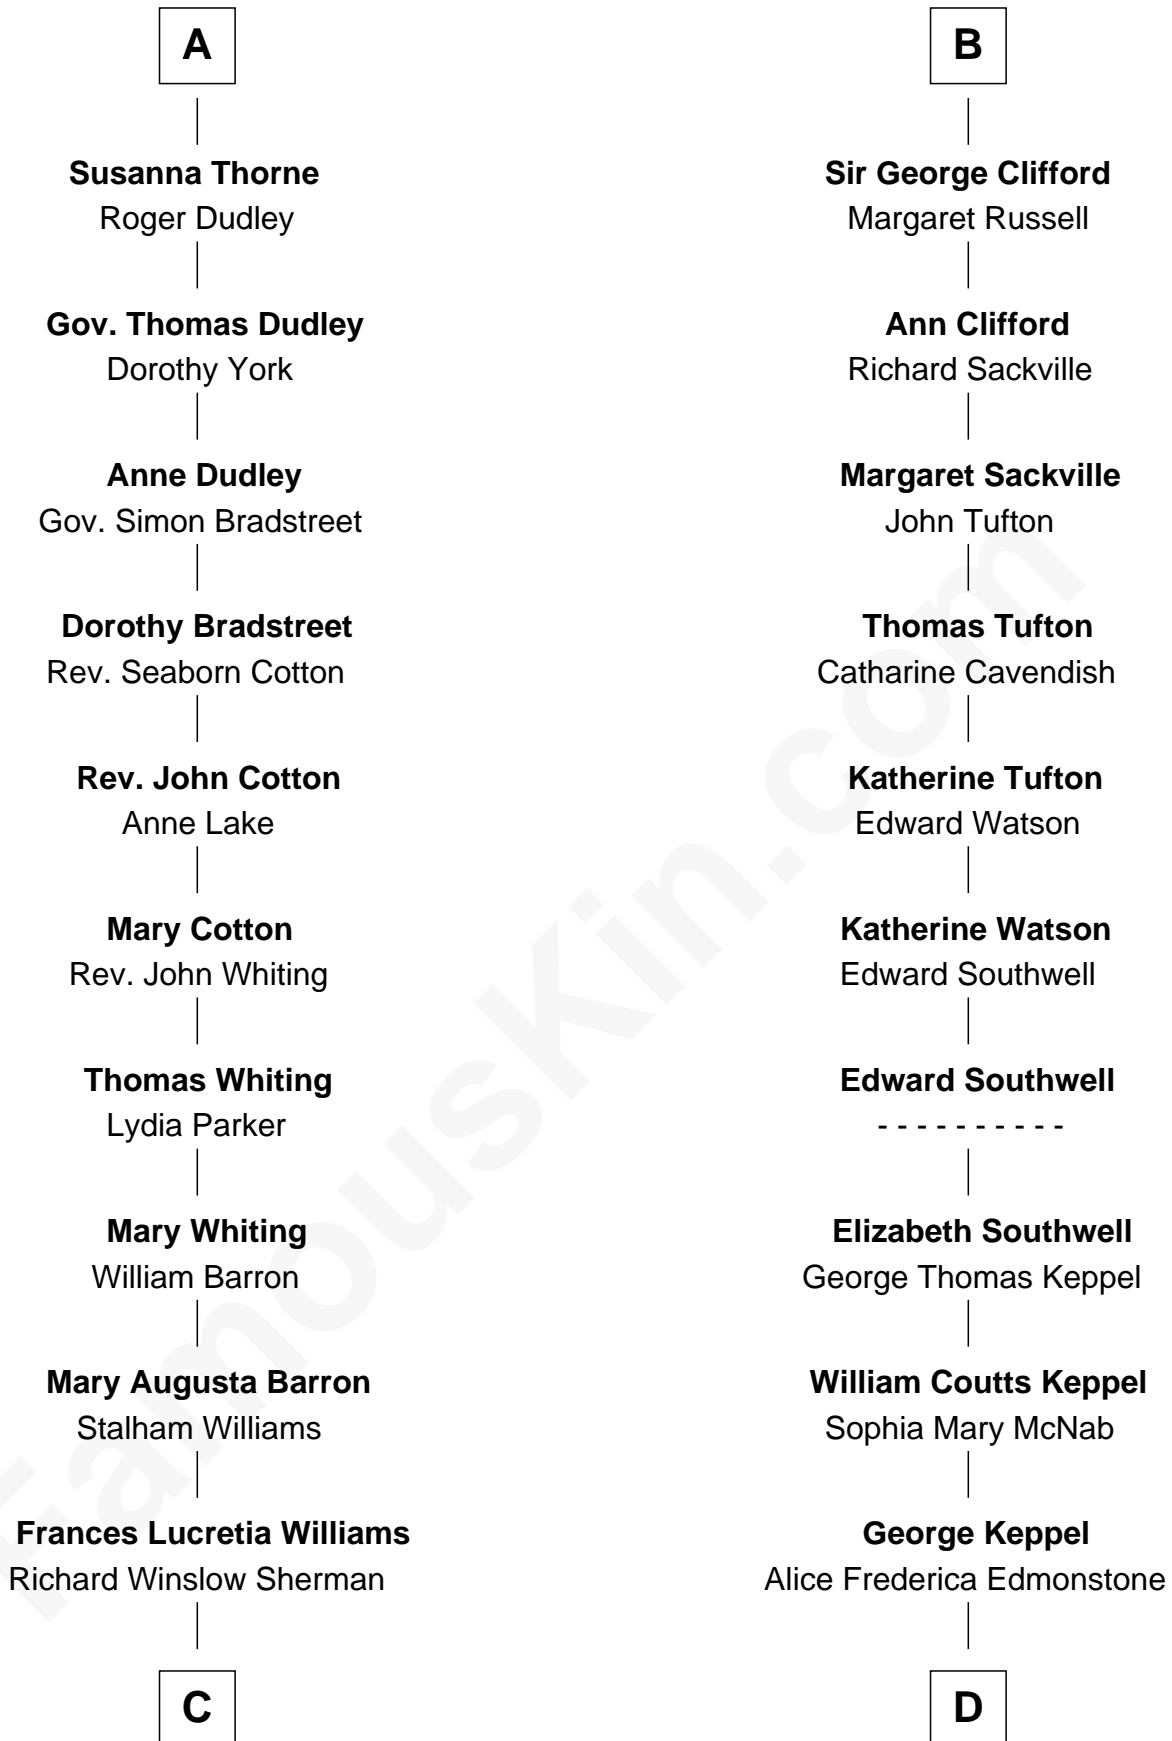 A
Susanna Thorne
Roger Dudley
Gov. Thomas Dudley
Dorothy York
Anne Dudley
Gov. Simon Bradstreet
Dorothy Bradstreet
Rev. Seaborn Cotton
Rev. John Cotton
Anne Lake
Mary Cotton
Rev. John Whiting
Thomas Whiting
Lydia Parker
Mary Whiting
William Barron
Mary Augusta Barron
Stalham Williams
Frances Lucretia Williams
Richard Winslow Sherman
C
B
Sir George Clifford
Margaret Russell
Ann Clifford
Richard Sackville
Margaret Sackville
John Tufton
Thomas Tufton
Catharine Cavendish
Katherine Tufton
Edward Watson
Katherine Watson
Edward Southwell
Edward Southwell
- - - - - - - - - -
Elizabeth Southwell
George Thomas Keppel
William Coutts Keppel
Sophia Mary McNab
George Keppel
Alice Frederica Edmonstone
D
FamousKin.com